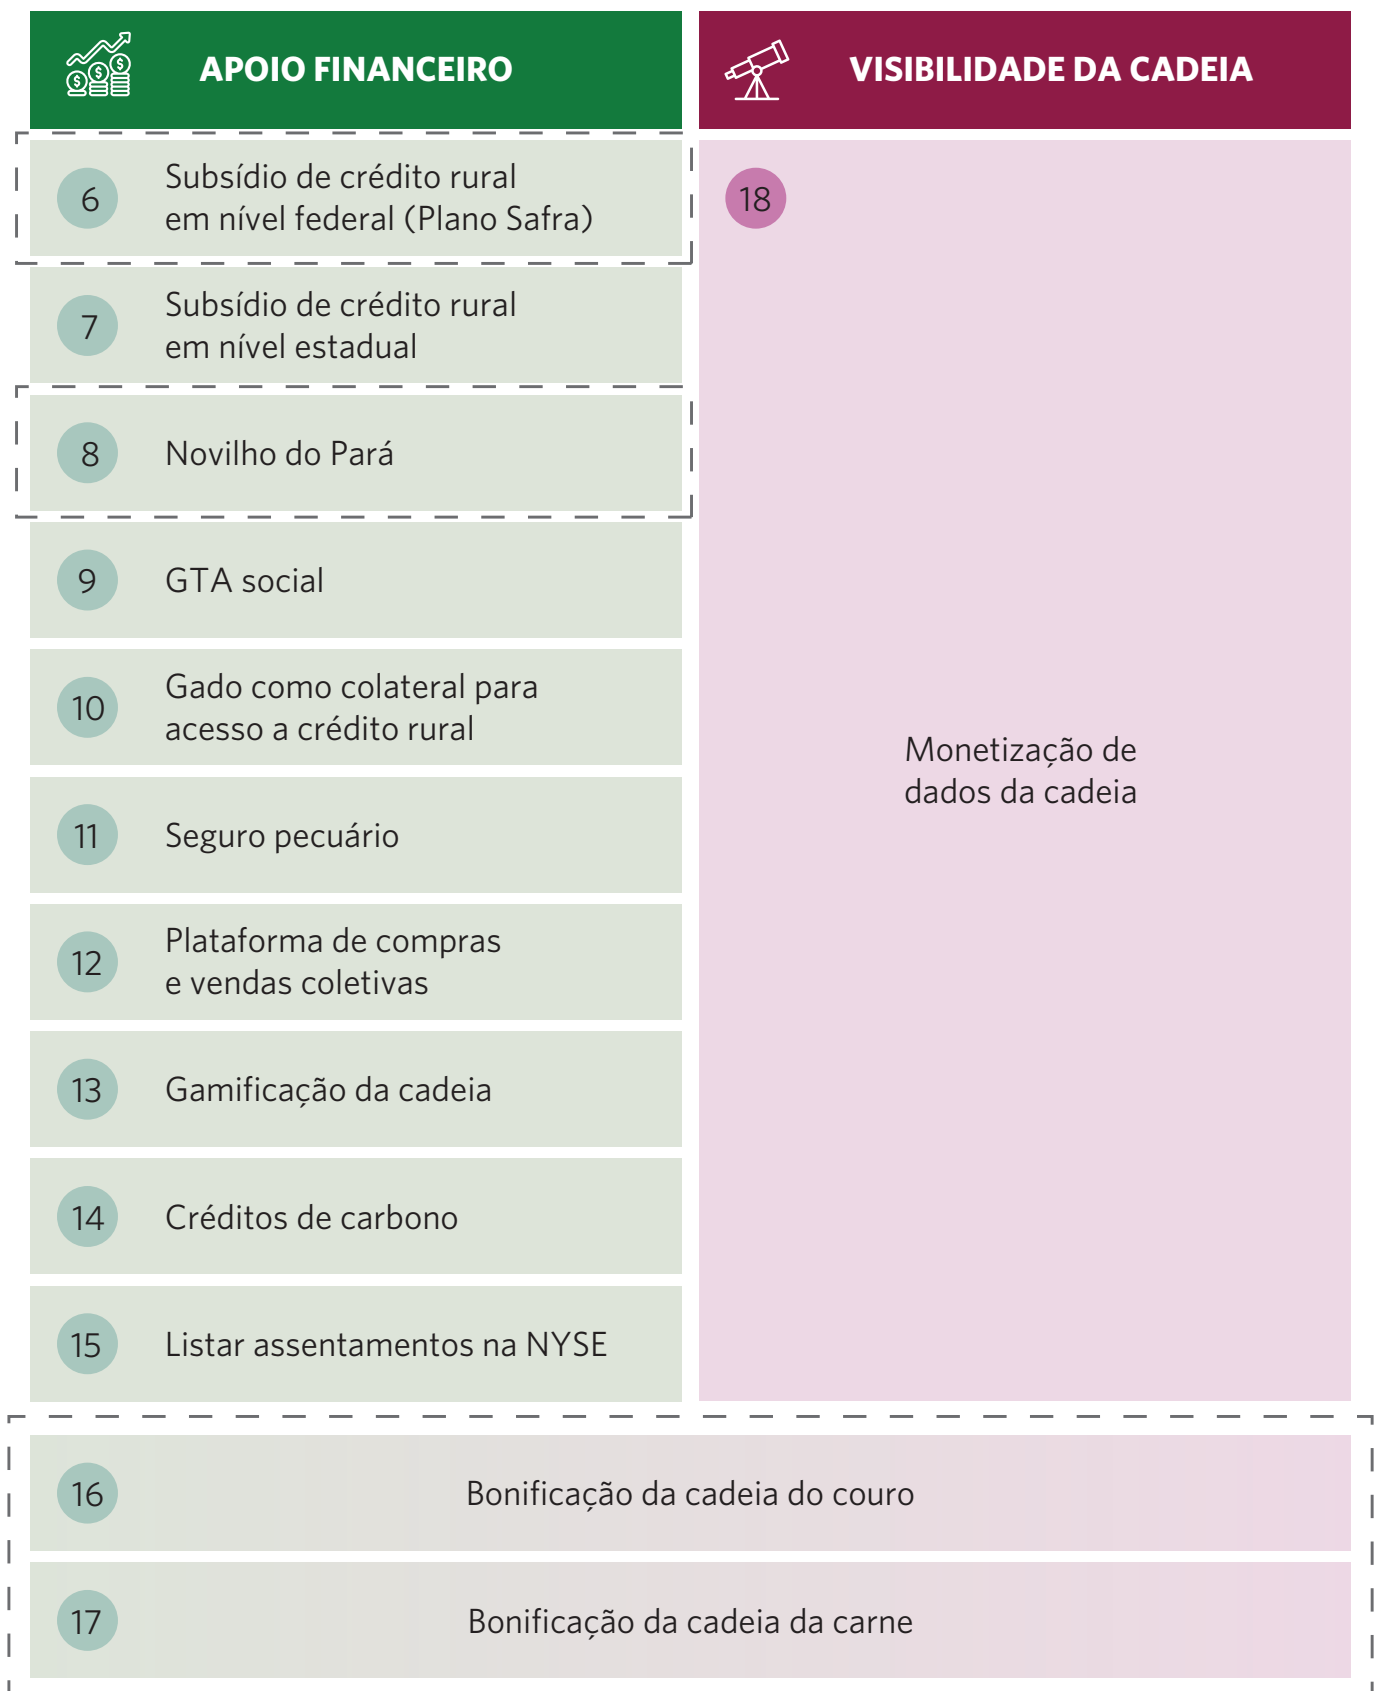 APOIO FINANCEIRO
6
Subsídio de crédito rural
em nível federal (Plano Safra)
7
Subsídio de crédito rural
em nível estadual
8
Novilho do Pará
9
GTA social
10
Gado como colateral para
acesso a crédito rural
11
Seguro pecuário
12
Plataforma de compras
e vendas coletivas
13
Gamificação da cadeia
14
Créditos de carbono
15
Listar assentamentos na NYSE
VISIBILIDADE DA CADEIA
18
Monetização de
dados da cadeia
16
Bonificação da cadeia do couro
17
Bonificação da cadeia da carne